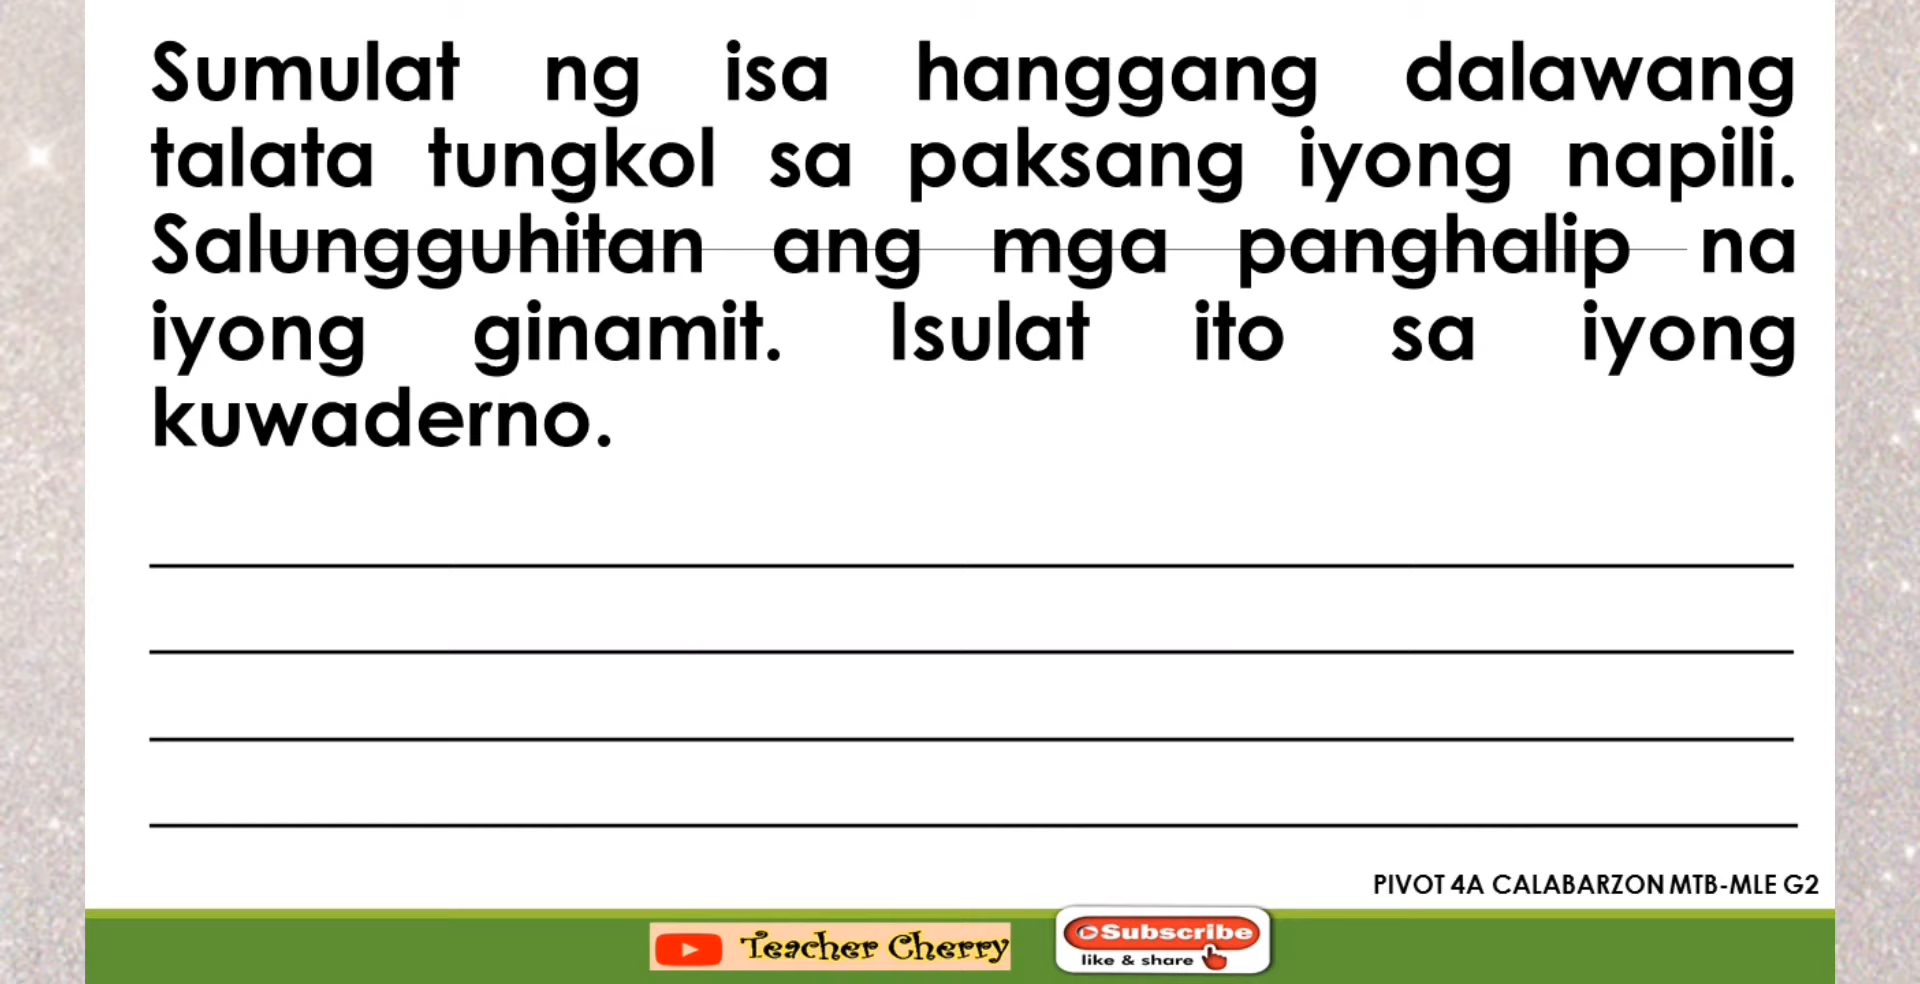 Sumulat ng isa hanggang dalawang
talata tungkol sa paksang iyong napili.
Salungguhitan ang mga panghalip na
iyong ginamit. Isulat ito sa iyong
kuwaderno.
PIVOT 4A CALABARZON MTB-MLE G2
Teacher Cherry
Subscribe
like & share